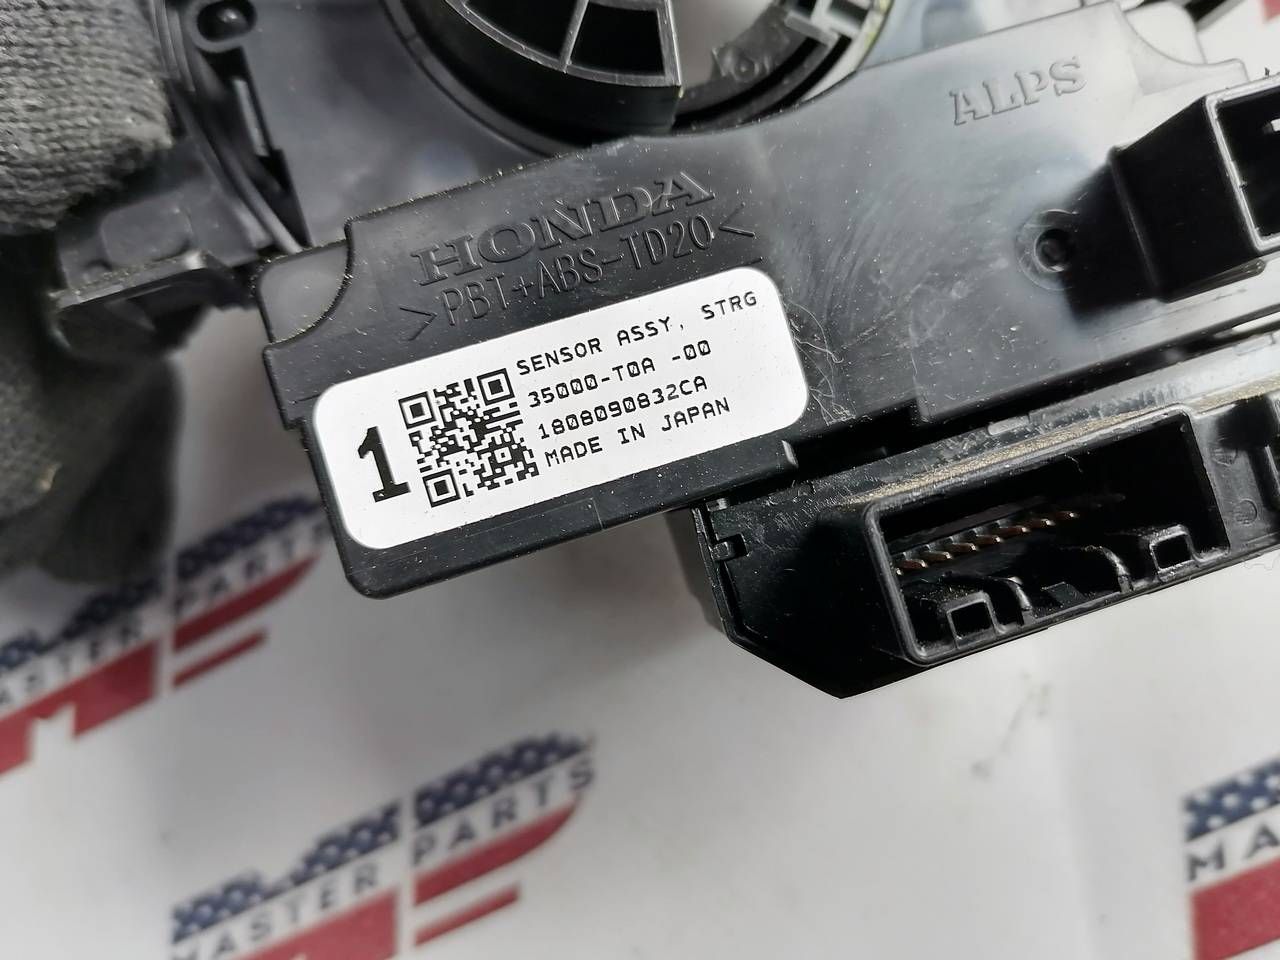 ALPS
HONDA
>PBT+ABS-TD20<
1
SENSOR ASSY, STRG
35000-T0A -00
1808090832CA
MADE IN JAPAN
MASTER
PARTS
MASTER
PARTS
MA